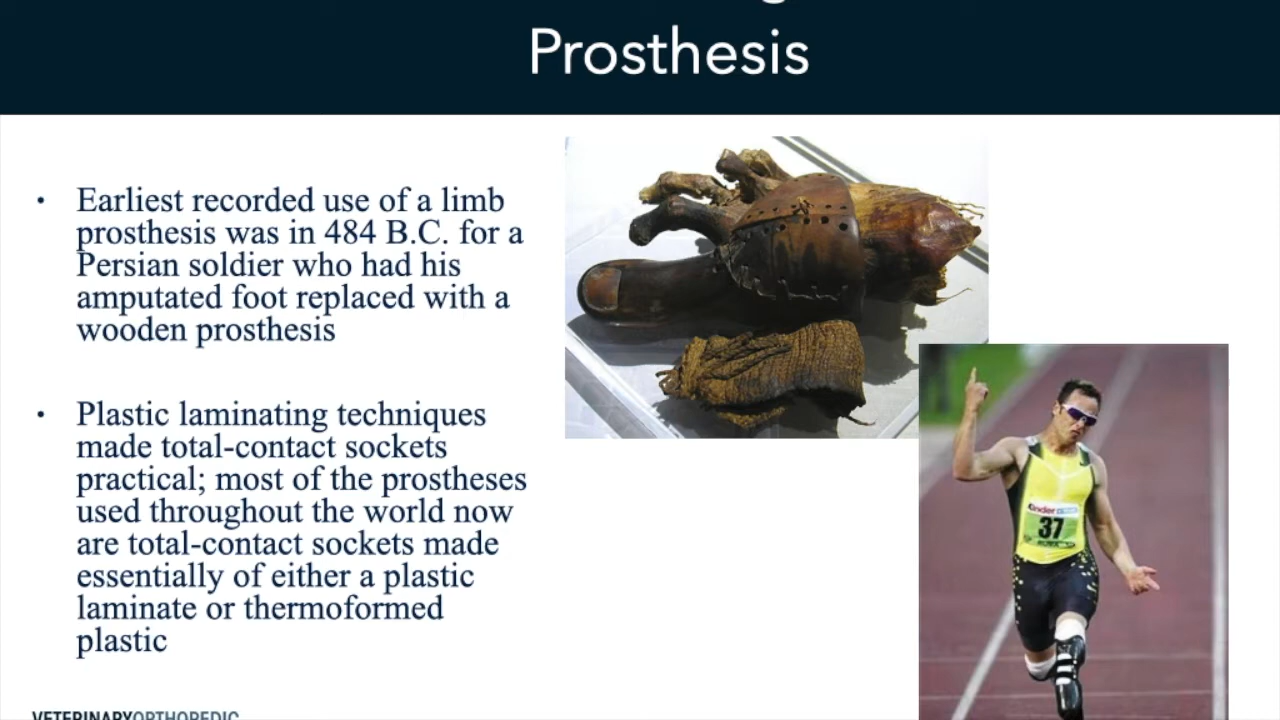 Prosthesis
• Earliest recorded use of a limb
prosthesis was in 484 B.C. for a
Persian soldier who had his
amputated foot replaced with a
wooden prosthesis
• Plastic laminating techniques
made total-contact sockets
practical; most of the prostheses
used throughout the world now
are total-contact sockets made
essentially of either a plastic
laminate or thermoformed
plastic
37
VETERINARYORTHOPEDIC